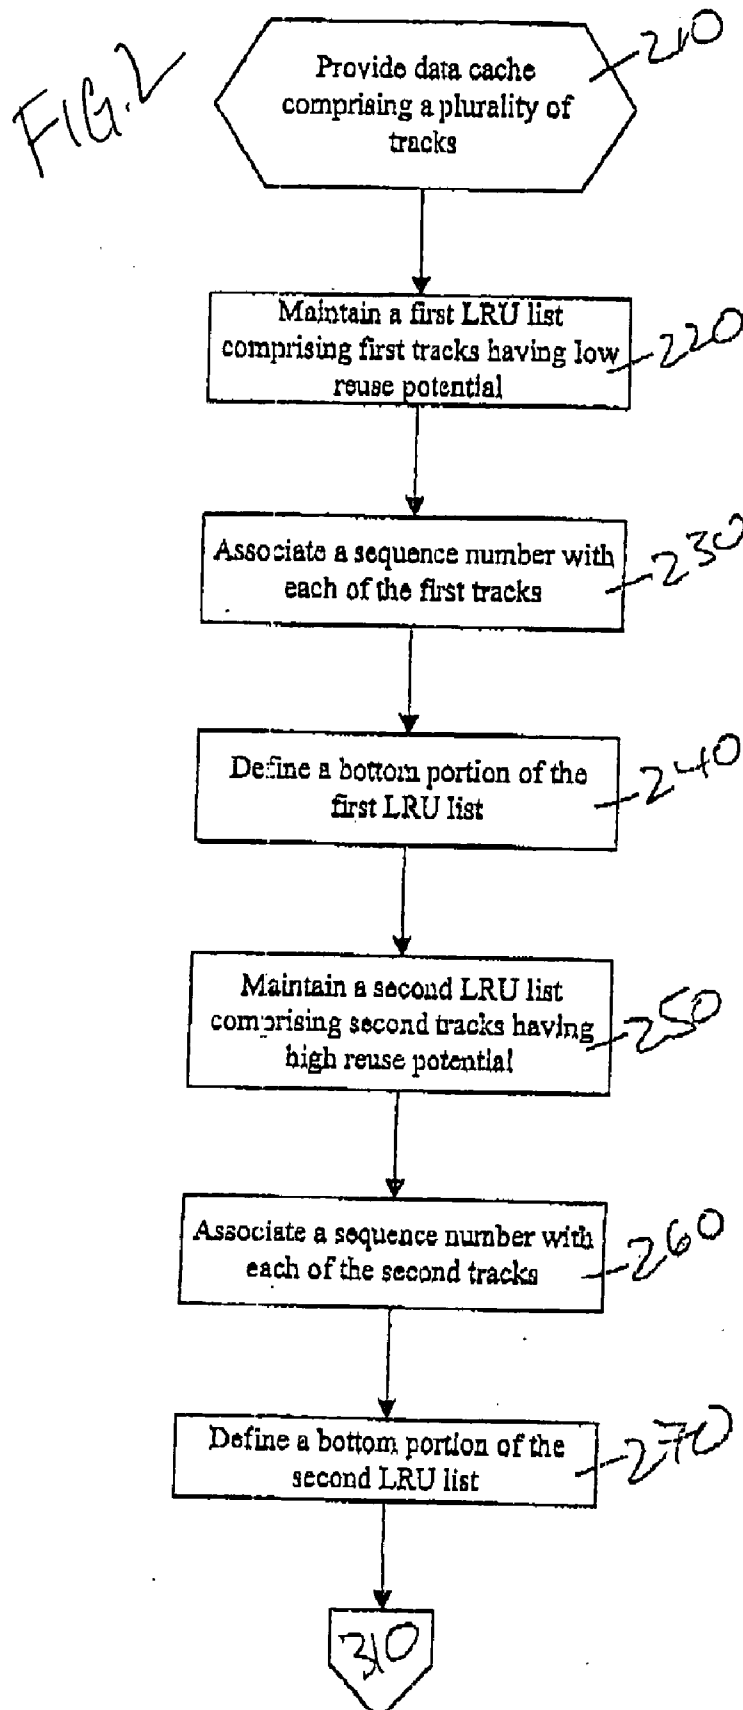 FIG.2
Provide data cache
comprising a plurality of
tracks
210
Maintain a first LRU list
comprising first tracks having low
reuse potential
220
Associate a sequence number with
each of the first tracks
230
Define a bottom portion of the
first LRU list
240
Maintain a second LRU list
comprising second tracks having
high reuse potential
250
Associate a sequence number with
each of the second tracks
260
Define a bottom portion of the
second LRU list
270
310